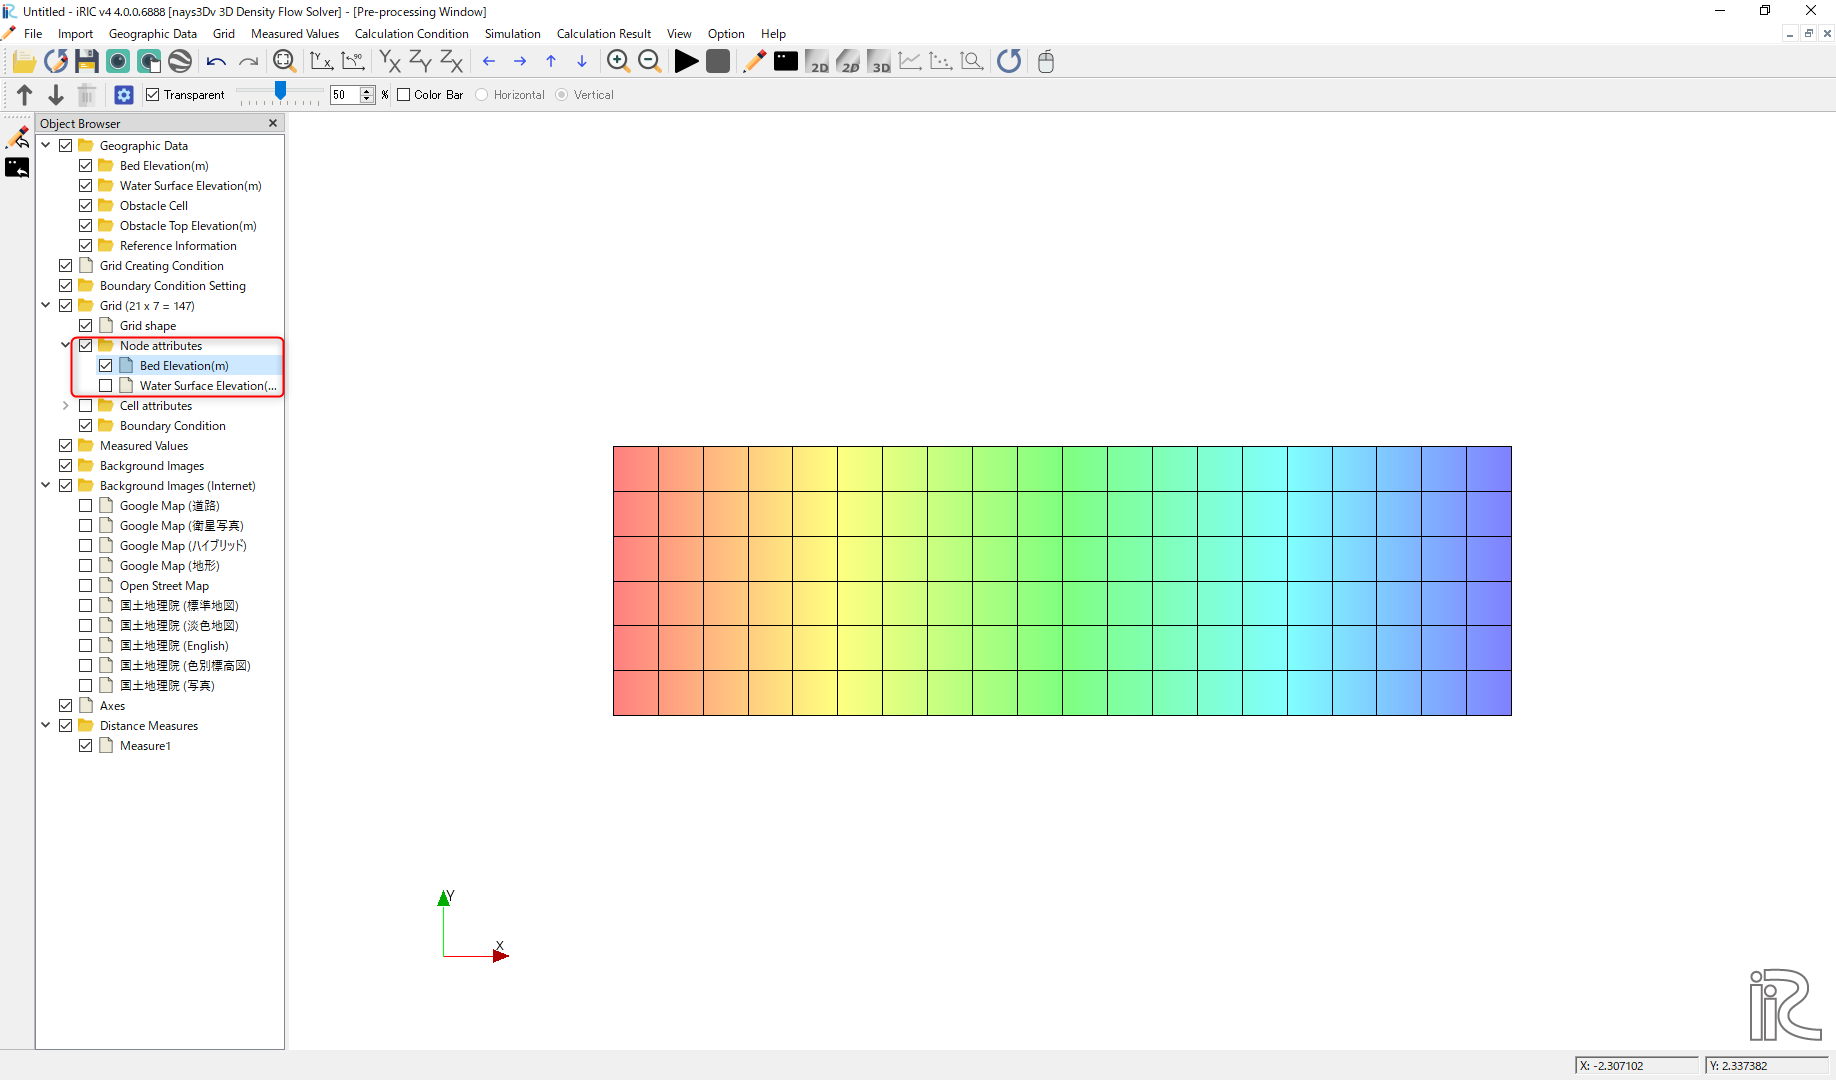 Untitled - iRIC v4 4.0.0.6888 [nays3Dv 3D Density Flow Solver] - [Pre-processing Window]
File Import Geographic Data Grid Measured Values Calculation Condition Simulation Calculation Result View Option Help
Transparent 50 % Color Bar Horizontal Vertical
Object Browser
Geographic Data
Bed Elevation(m)
Water Surface Elevation(m)
Obstacle Cell
Obstacle Top Elevation(m)
Reference Information
Grid Creating Condition
Boundary Condition Setting
Grid (21 x 7 = 147)
Grid shape
Node attributes
Bed Elevation(m)
Water Surface Elevation(...
Cell attributes
Boundary Condition
Measured Values
Background Images
Background Images (Internet)
Google Map (道路)
Google Map (衛星写真)
Google Map (ハイブリッド)
Google Map (地形)
Open Street Map
国土地理院 (標準地図)
国土地理院 (淡色地図)
国土地理院 (English)
国土地理院 (色別標高図)
国土地理院 (写真)
Axes
Distance Measures
Measure1
Y
X
iRIC
X: -2.307102 Y: 2.337382